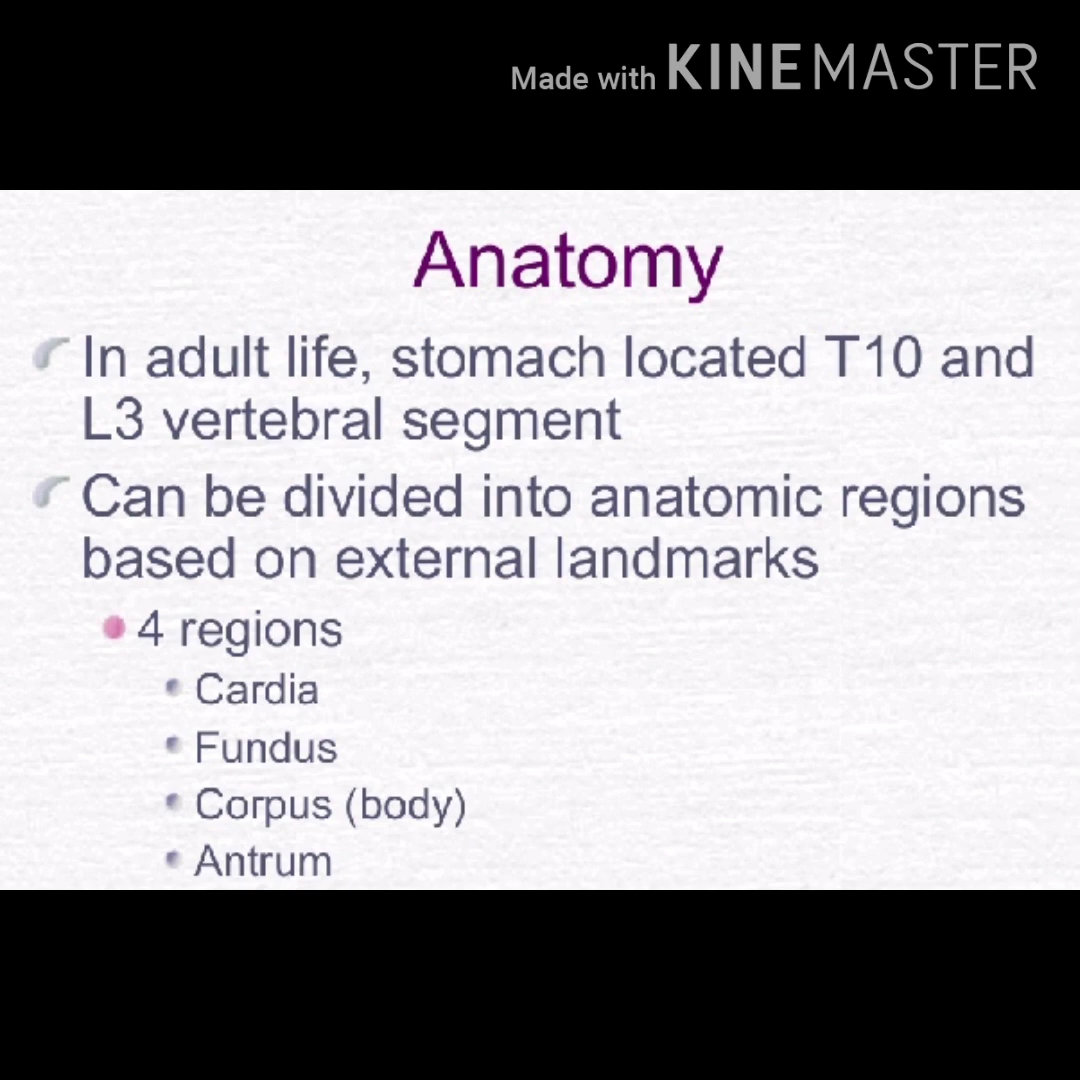 Made with KINEMASTER
Anatomy
In adult life, stomach located T10 and
L3 vertebral segment
Can be divided into anatomic regions
based on external landmarks
4 regions
Cardia
Fundus
Corpus (body)
Antrum